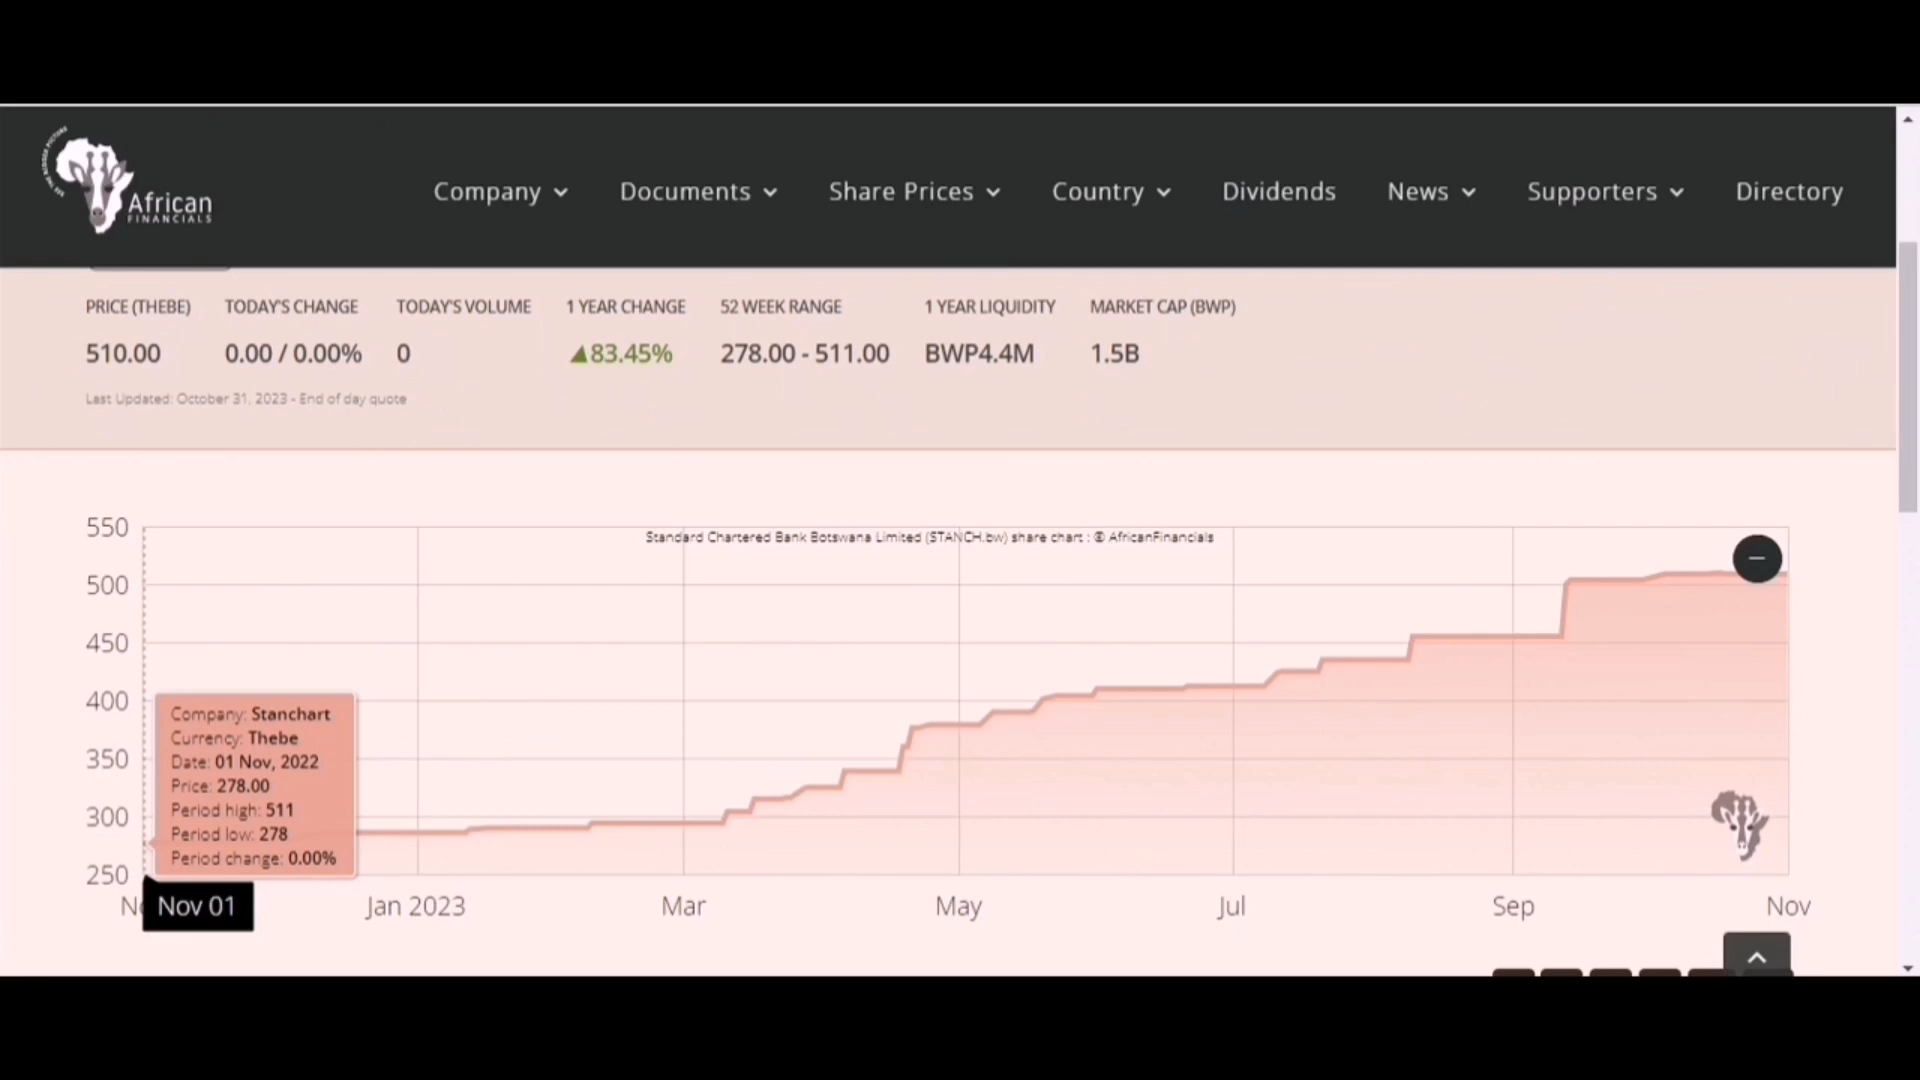 SEE THE BIGGER PICTURE
African
FINANCIALS
Company Documents Share Prices Country Dividends News Supporters Directory
PRICE (THEBE) TODAY'S CHANGE TODAY'S VOLUME 1 YEAR CHANGE 52 WEEK RANGE 1 YEAR LIQUIDITY MARKET CAP (BWP)
510.00 0.00 / 0.00% 0 ▲83.45% 278.00 - 511.00 BWP4.4M 1.5B
Last Updated: October 31, 2023 - End of day quote
Standard Chartered Bank Botswana Limited (STANCH.bw) share chart : © AfricanFinancials
550
500
450
400
350
300
250
Company: Stanchart
Currency: Thebe
Date: 01 Nov, 2022
Price: 278.00
Period high: 511
Period low: 278
Period change: 0.00%
Nov 01 Jan 2023 Mar May Jul Sep Nov